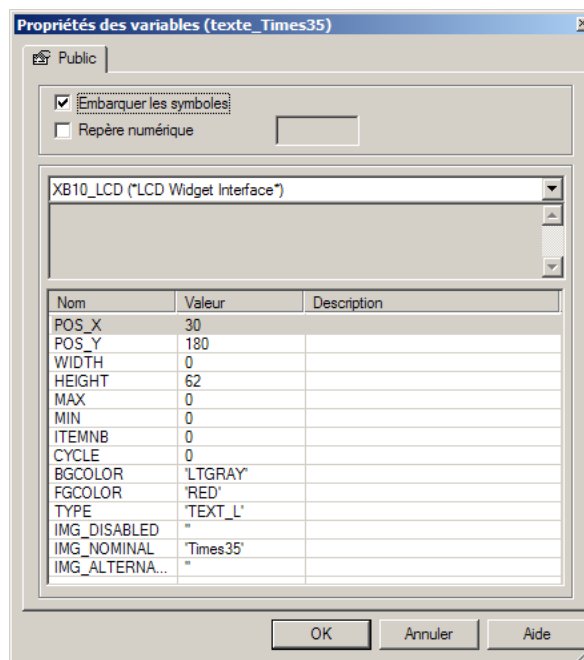 Propriétés des variables (texte_Times35)
Public
Embarquer les symboles
Repère numérique
XB10_LCD (*LCD Widget Interface*)
Nom Valeur Description
POS_X 30
POS_Y 180
WIDTH 0
HEIGHT 62
MAX 0
MIN 0
ITEMNB 0
CYCLE 0
BGCOLOR 'LTGRAY'
FGCOLOR 'RED'
TYPE 'TEXT_L'
IMG_DISABLED ''
IMG_NOMINAL 'Times35'
IMG_ALTERNA... ''
OK Annuler Aide